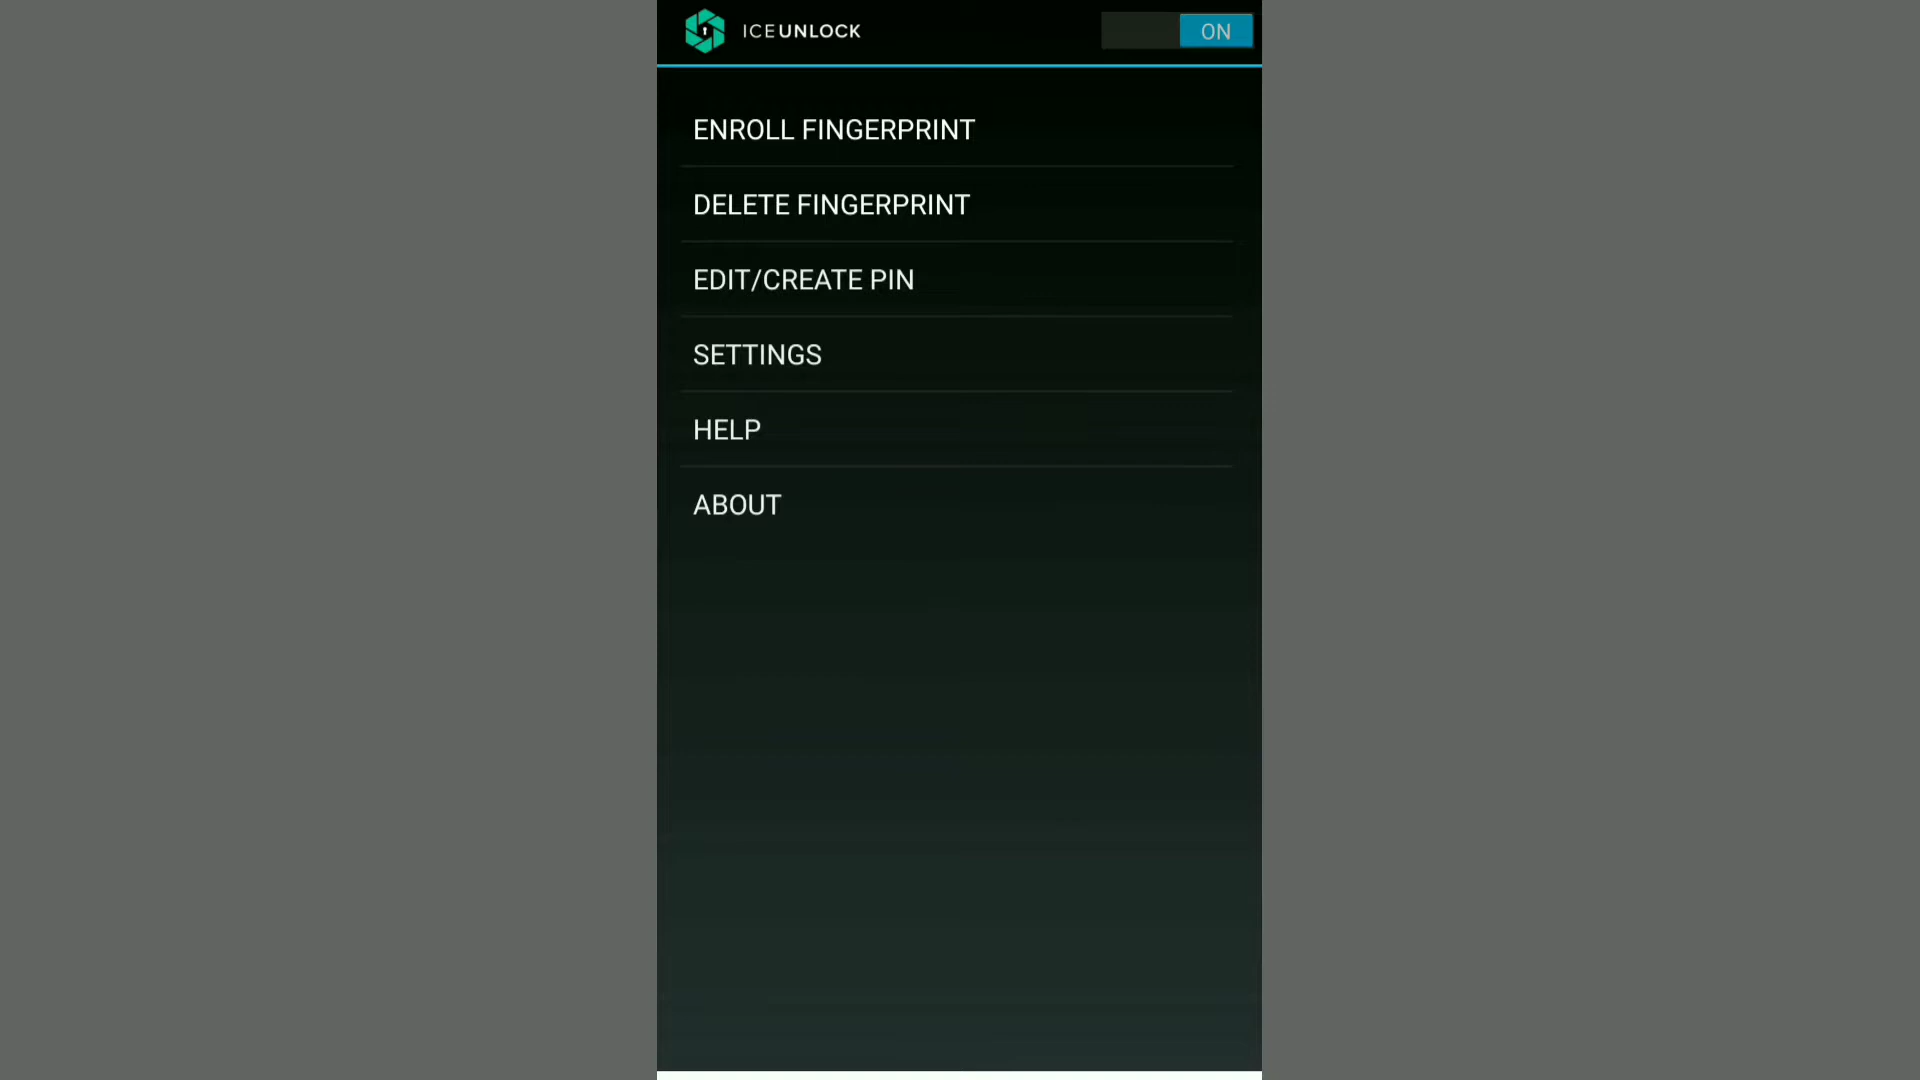 ICEUNLOCK
ON
ENROLL FINGERPRINT
DELETE FINGERPRINT
EDIT/CREATE PIN
SETTINGS
HELP
ABOUT